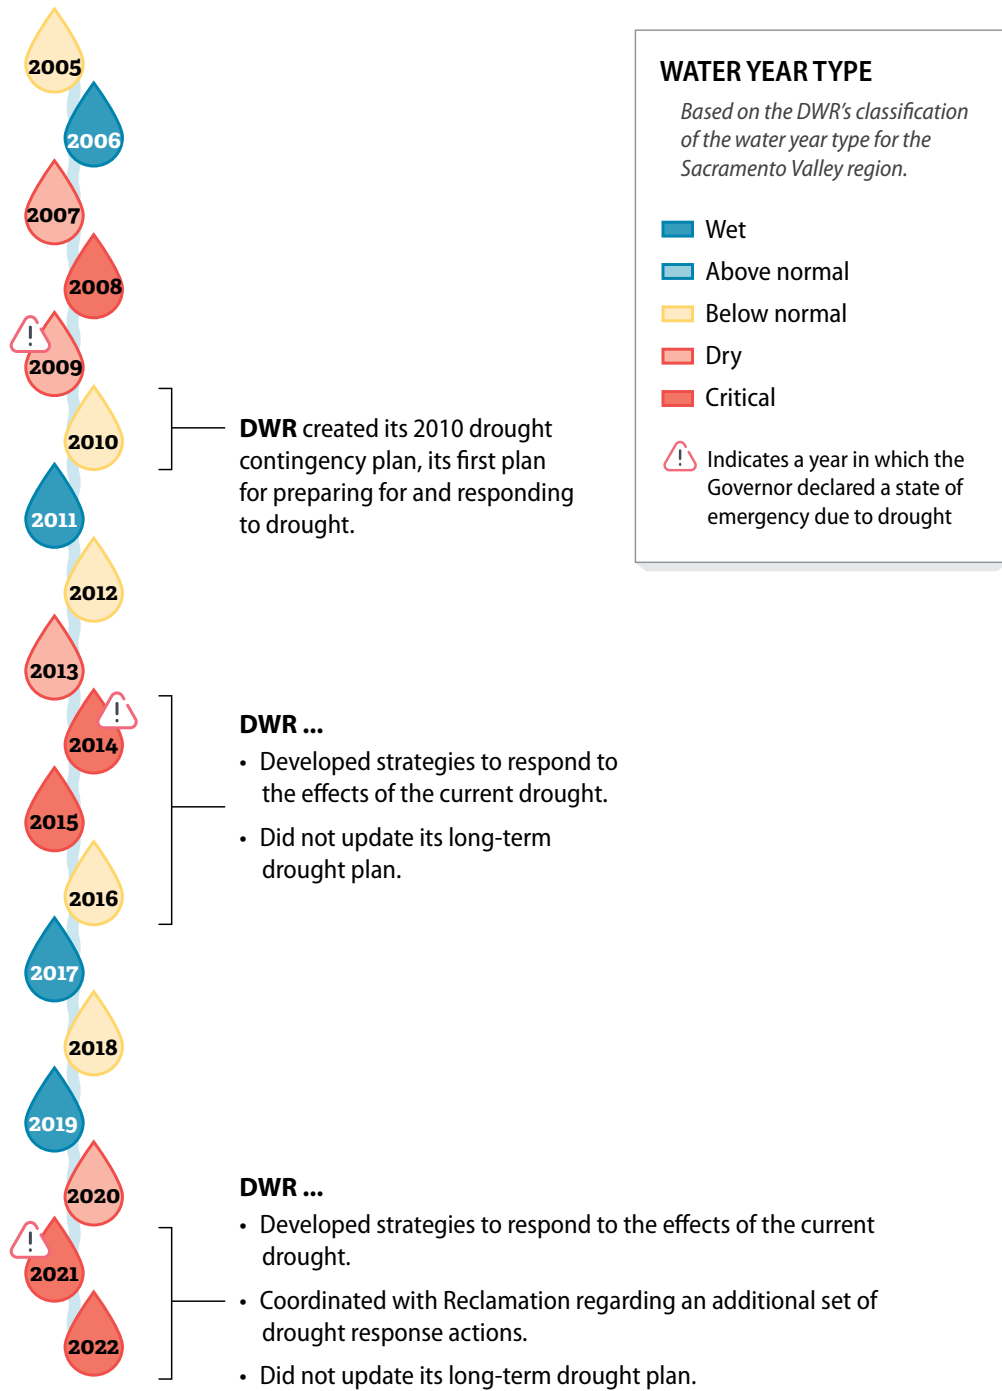 2005
2006
2007
2008
2009
2010
2011
2012
2013
2014
2015
2016
2017
2018
2019
2020
2021
2022
WATER YEAR TYPE
Based on the DWR's classification
of the water year type for the
Sacramento Valley region.
Wet
Above normal
Below normal
Dry
Critical
! Indicates a year in which the
Governor declared a state of
emergency due to drought
DWR created its 2010 drought
contingency plan, its first plan
for preparing for and responding
to drought.
DWR ...
• Developed strategies to respond to
the effects of the current drought.
• Did not update its long-term
drought plan.
DWR ...
• Developed strategies to respond to the effects of the current
drought.
• Coordinated with Reclamation regarding an additional set of
drought response actions.
• Did not update its long-term drought plan.